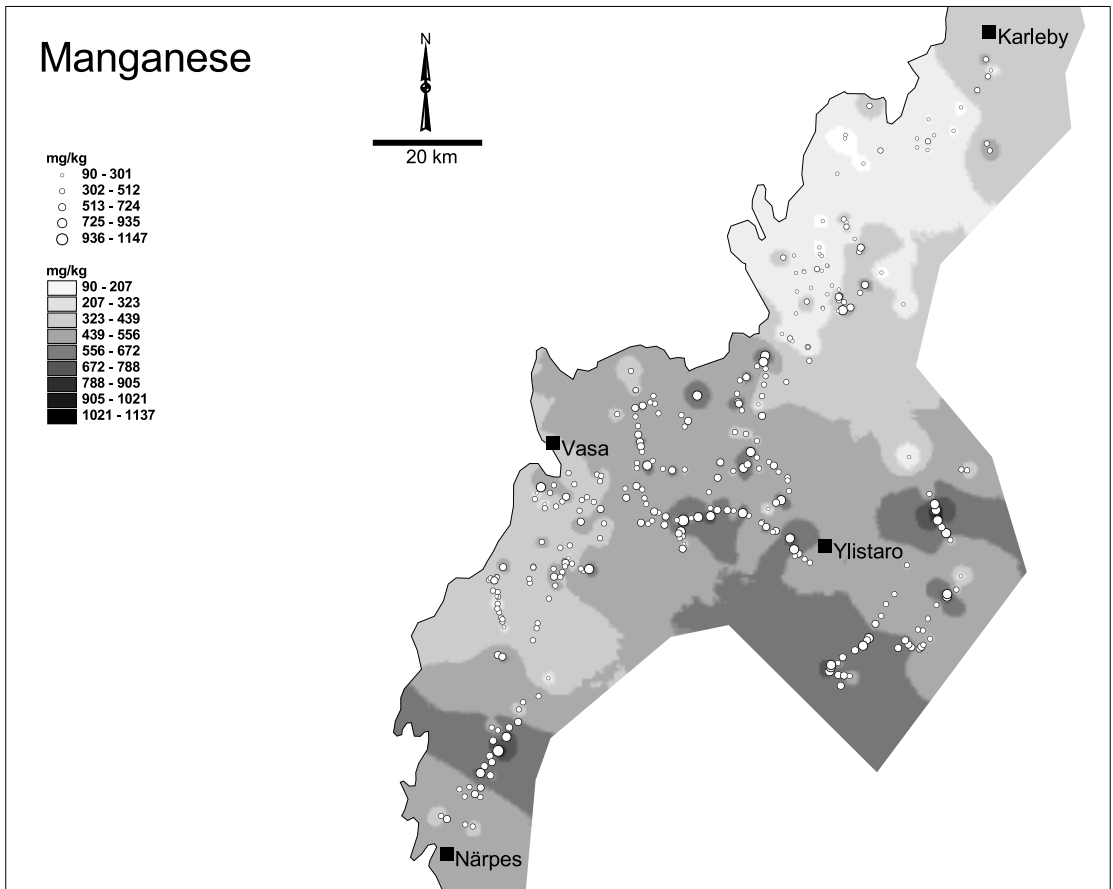 Manganese
N
20 km
Karleby
mg/kg
90 - 301
302 - 512
513 - 724
725 - 935
936 - 1147
mg/kg
90 - 207
207 - 323
323 - 439
439 - 556
556 - 672
672 - 788
788 - 905
905 - 1021
1021 - 1137
Vasa
Ylistaro
Närpes